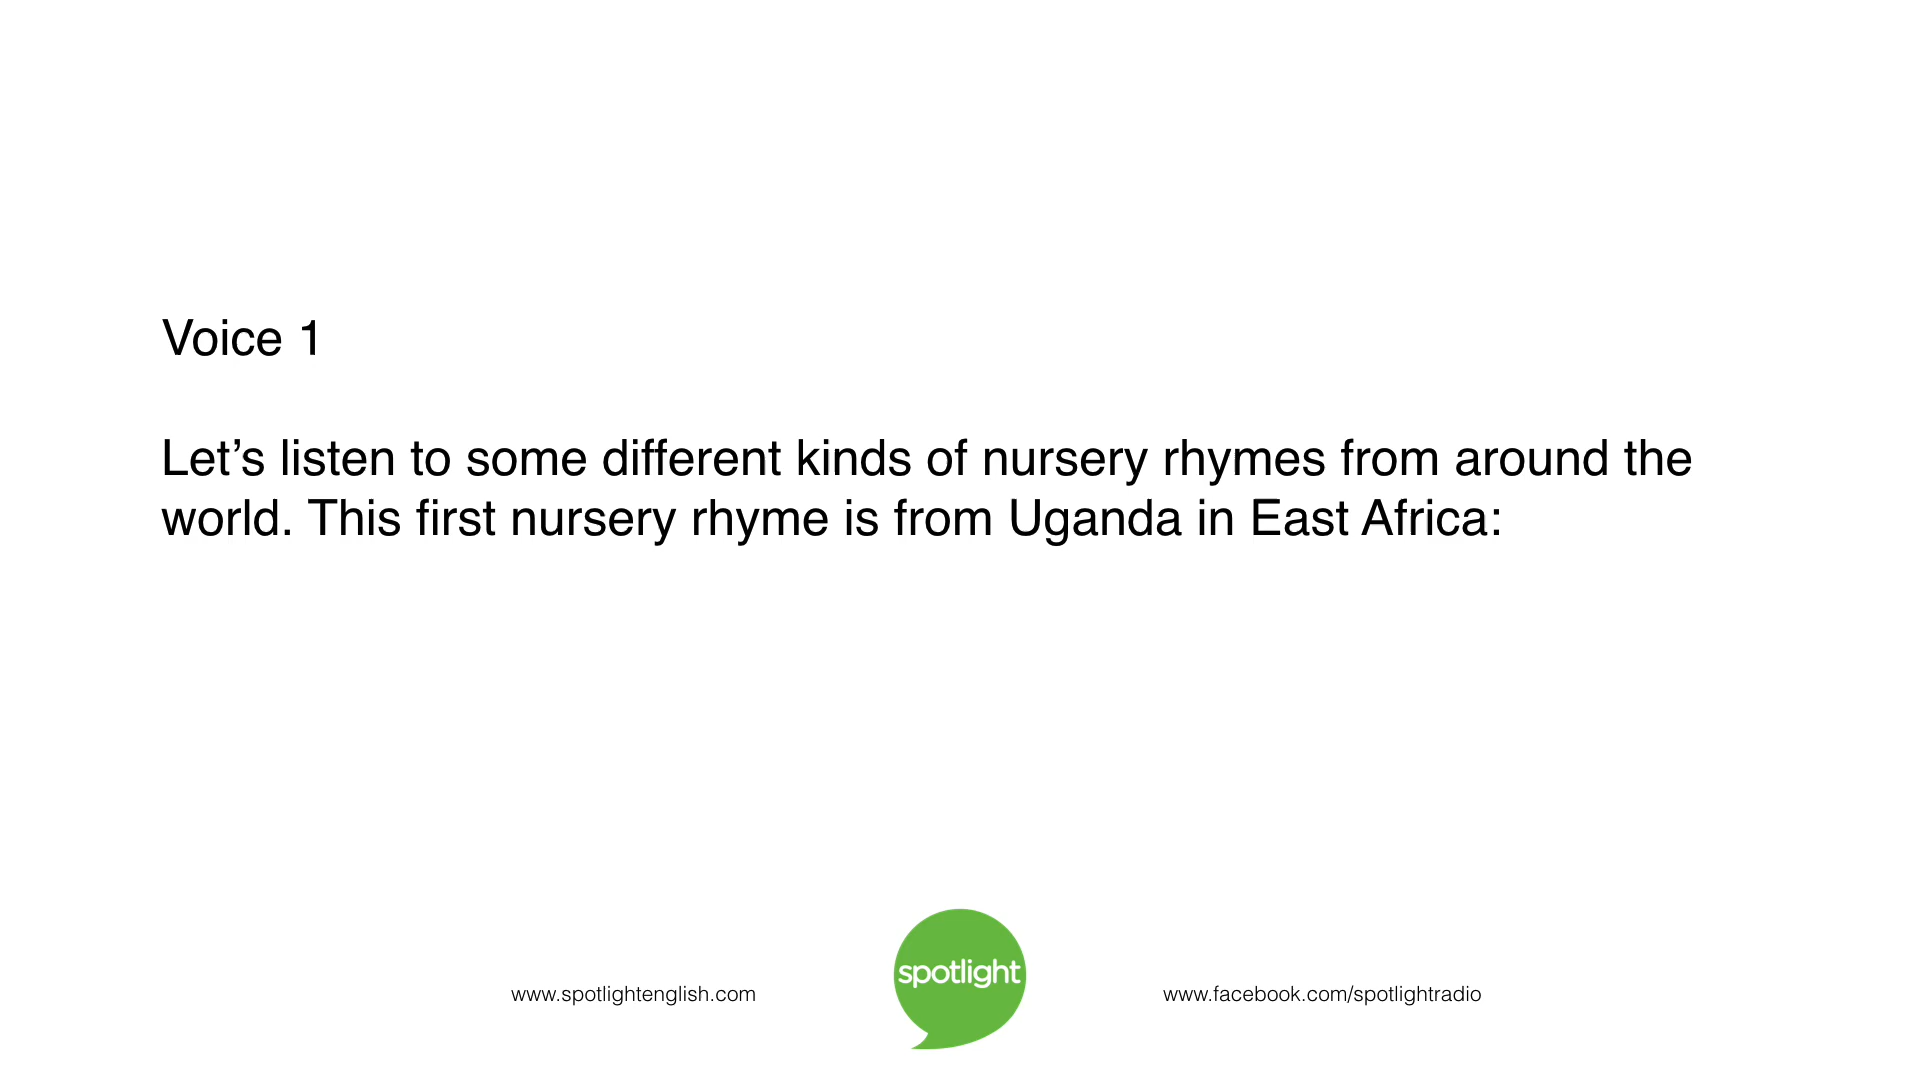 Voice 1
Let’s listen to some different kinds of nursery rhymes from around the
world. This first nursery rhyme is from Uganda in East Africa:
www.spotlightenglish.com
spotlight
www.facebook.com/spotlightradio